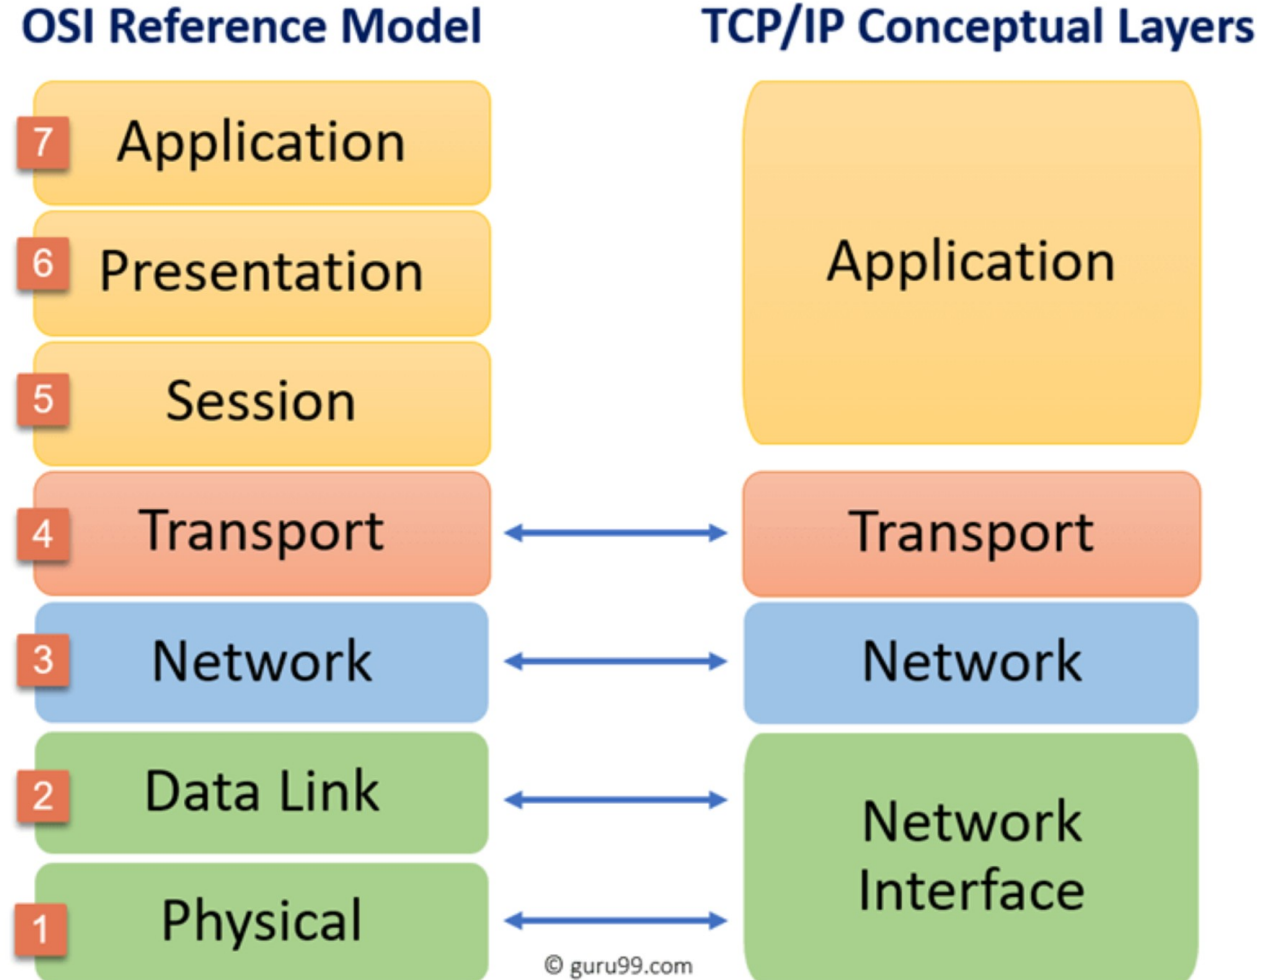 OSI Reference Model
TCP/IP Conceptual Layers
7 Application
6 Presentation
5 Session
Application
4 Transport
Transport
3 Network
Network
2 Data Link
1 Physical
Network
Interface
© guru99.com